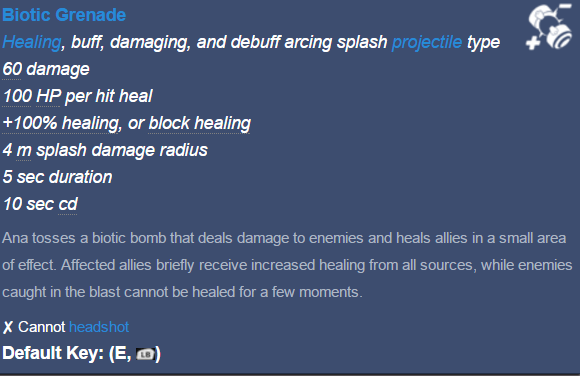 Biotic Grenade
Healing, buff, damaging, and debuff arcing splash projectile type
60 damage
100 HP per hit heal
+100% healing, or block healing
4 m splash damage radius
5 sec duration
10 sec cd
Ana tosses a biotic bomb that deals damage to enemies and heals allies in a small area
of effect. Affected allies briefly receive increased healing from all sources, while enemies
caught in the blast cannot be healed for a few moments.
✘ Cannot headshot
Default Key: (E, LB)